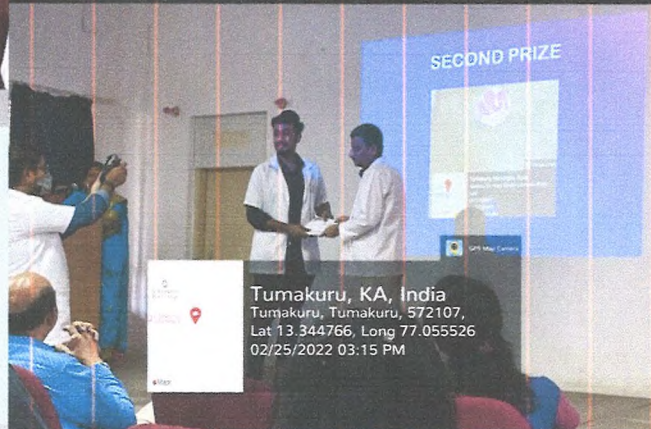 SECOND PRIZE
GPS Map Camera
Tumakuru, KA, India
Tumakuru, Tumakuru, 572107,
Lat 13.344766, Long 77.055526
02/25/2022 03:15 PM